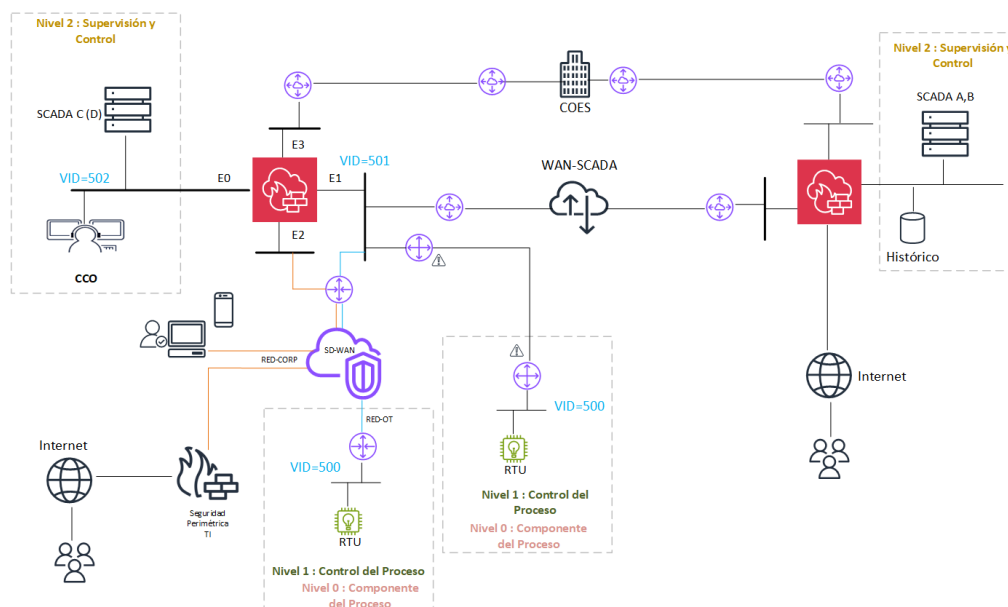 Nivel 2 : Supervisión y
Control
SCADA C (D)
VID=502
E0
CCO
E3
E1
E2
VID=501
COES
WAN-SCADA
Nivel 2 : Supervisión y
Control
SCADA A,B
Histórico
Internet
SD-WAN
RED-CORP
RED-OT
Internet
Seguridad
Perimétrica
TI
VID=500
RTU
Nivel 1 : Control del Proceso
Nivel 0 : Componente
del Proceso
VID=500
RTU
Nivel 1 : Control del
Proceso
Nivel 0 : Componente
del Proceso